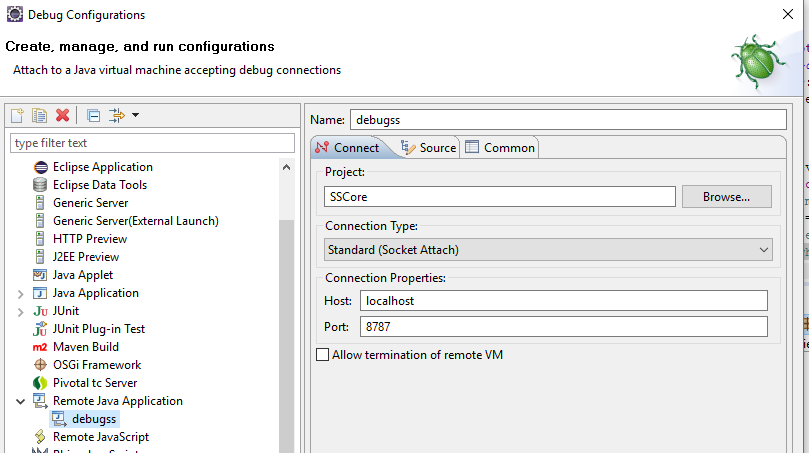 Debug Configurations
Create, manage, and run configurations
Attach to a Java virtual machine accepting debug connections
type filter text
Eclipse Application
Eclipse Data Tools
Generic Server
Generic Server(External Launch)
HTTP Preview
J2EE Preview
Java Applet
Java Application
Ju JUnit
JUnit Plug-in Test
m2 Maven Build
OSGi Framework
Pivotal tc Server
Remote Java Application
debugss
Remote JavaScript
Name: debugss
Connect Source Common
Project:
SSCore Browse...
Connection Type:
Standard (Socket Attach)
Connection Properties:
Host: localhost
Port: 8787
Allow termination of remote VM